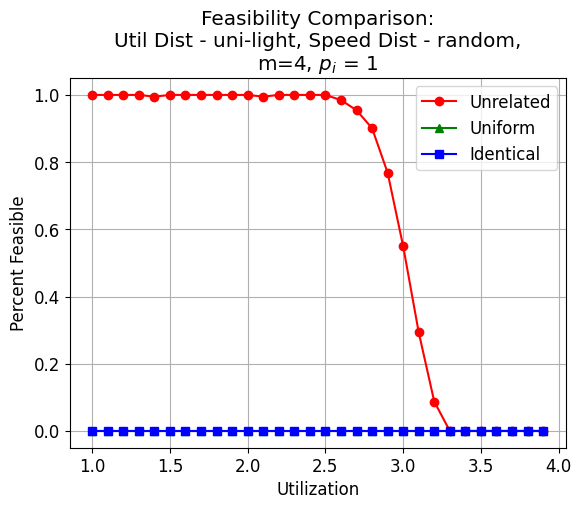 Feasibility Comparison:
Util Dist - uni-light, Speed Dist - random,
m=4, $p_i$ = 1
Unrelated
Uniform
Identical
Percent Feasible
1.0
0.8
0.6
0.4
0.2
0.0
1.0 1.5 2.0 2.5 3.0 3.5 4.0
Utilization